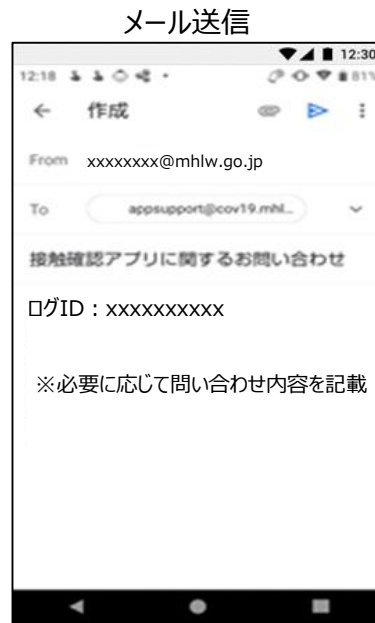 メール送信
12:30
12:18 81%
作成
From xxxxxxxx@mhlw.go.jp
To appsupport@cov19.mhl...
接触確認アプリに関するお問い合わせ
ログID：xxxxxxxxxx
※必要に応じて問い合わせ内容を記載